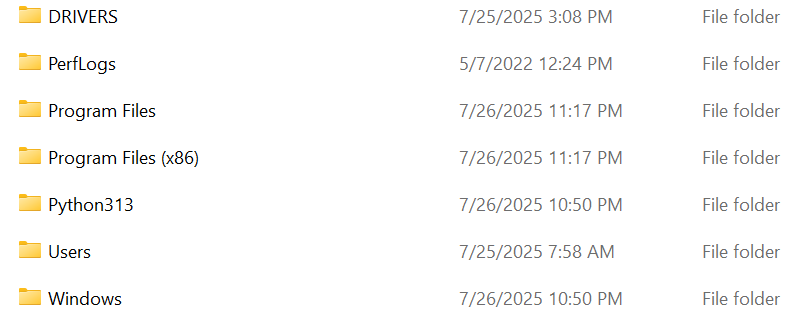 DRIVERS 7/25/2025 3:08 PM File folder
PerfLogs 5/7/2022 12:24 PM File folder
Program Files 7/26/2025 11:17 PM File folder
Program Files (x86) 7/26/2025 11:17 PM File folder
Python313 7/26/2025 10:50 PM File folder
Users 7/25/2025 7:58 AM File folder
Windows 7/26/2025 10:50 PM File folder